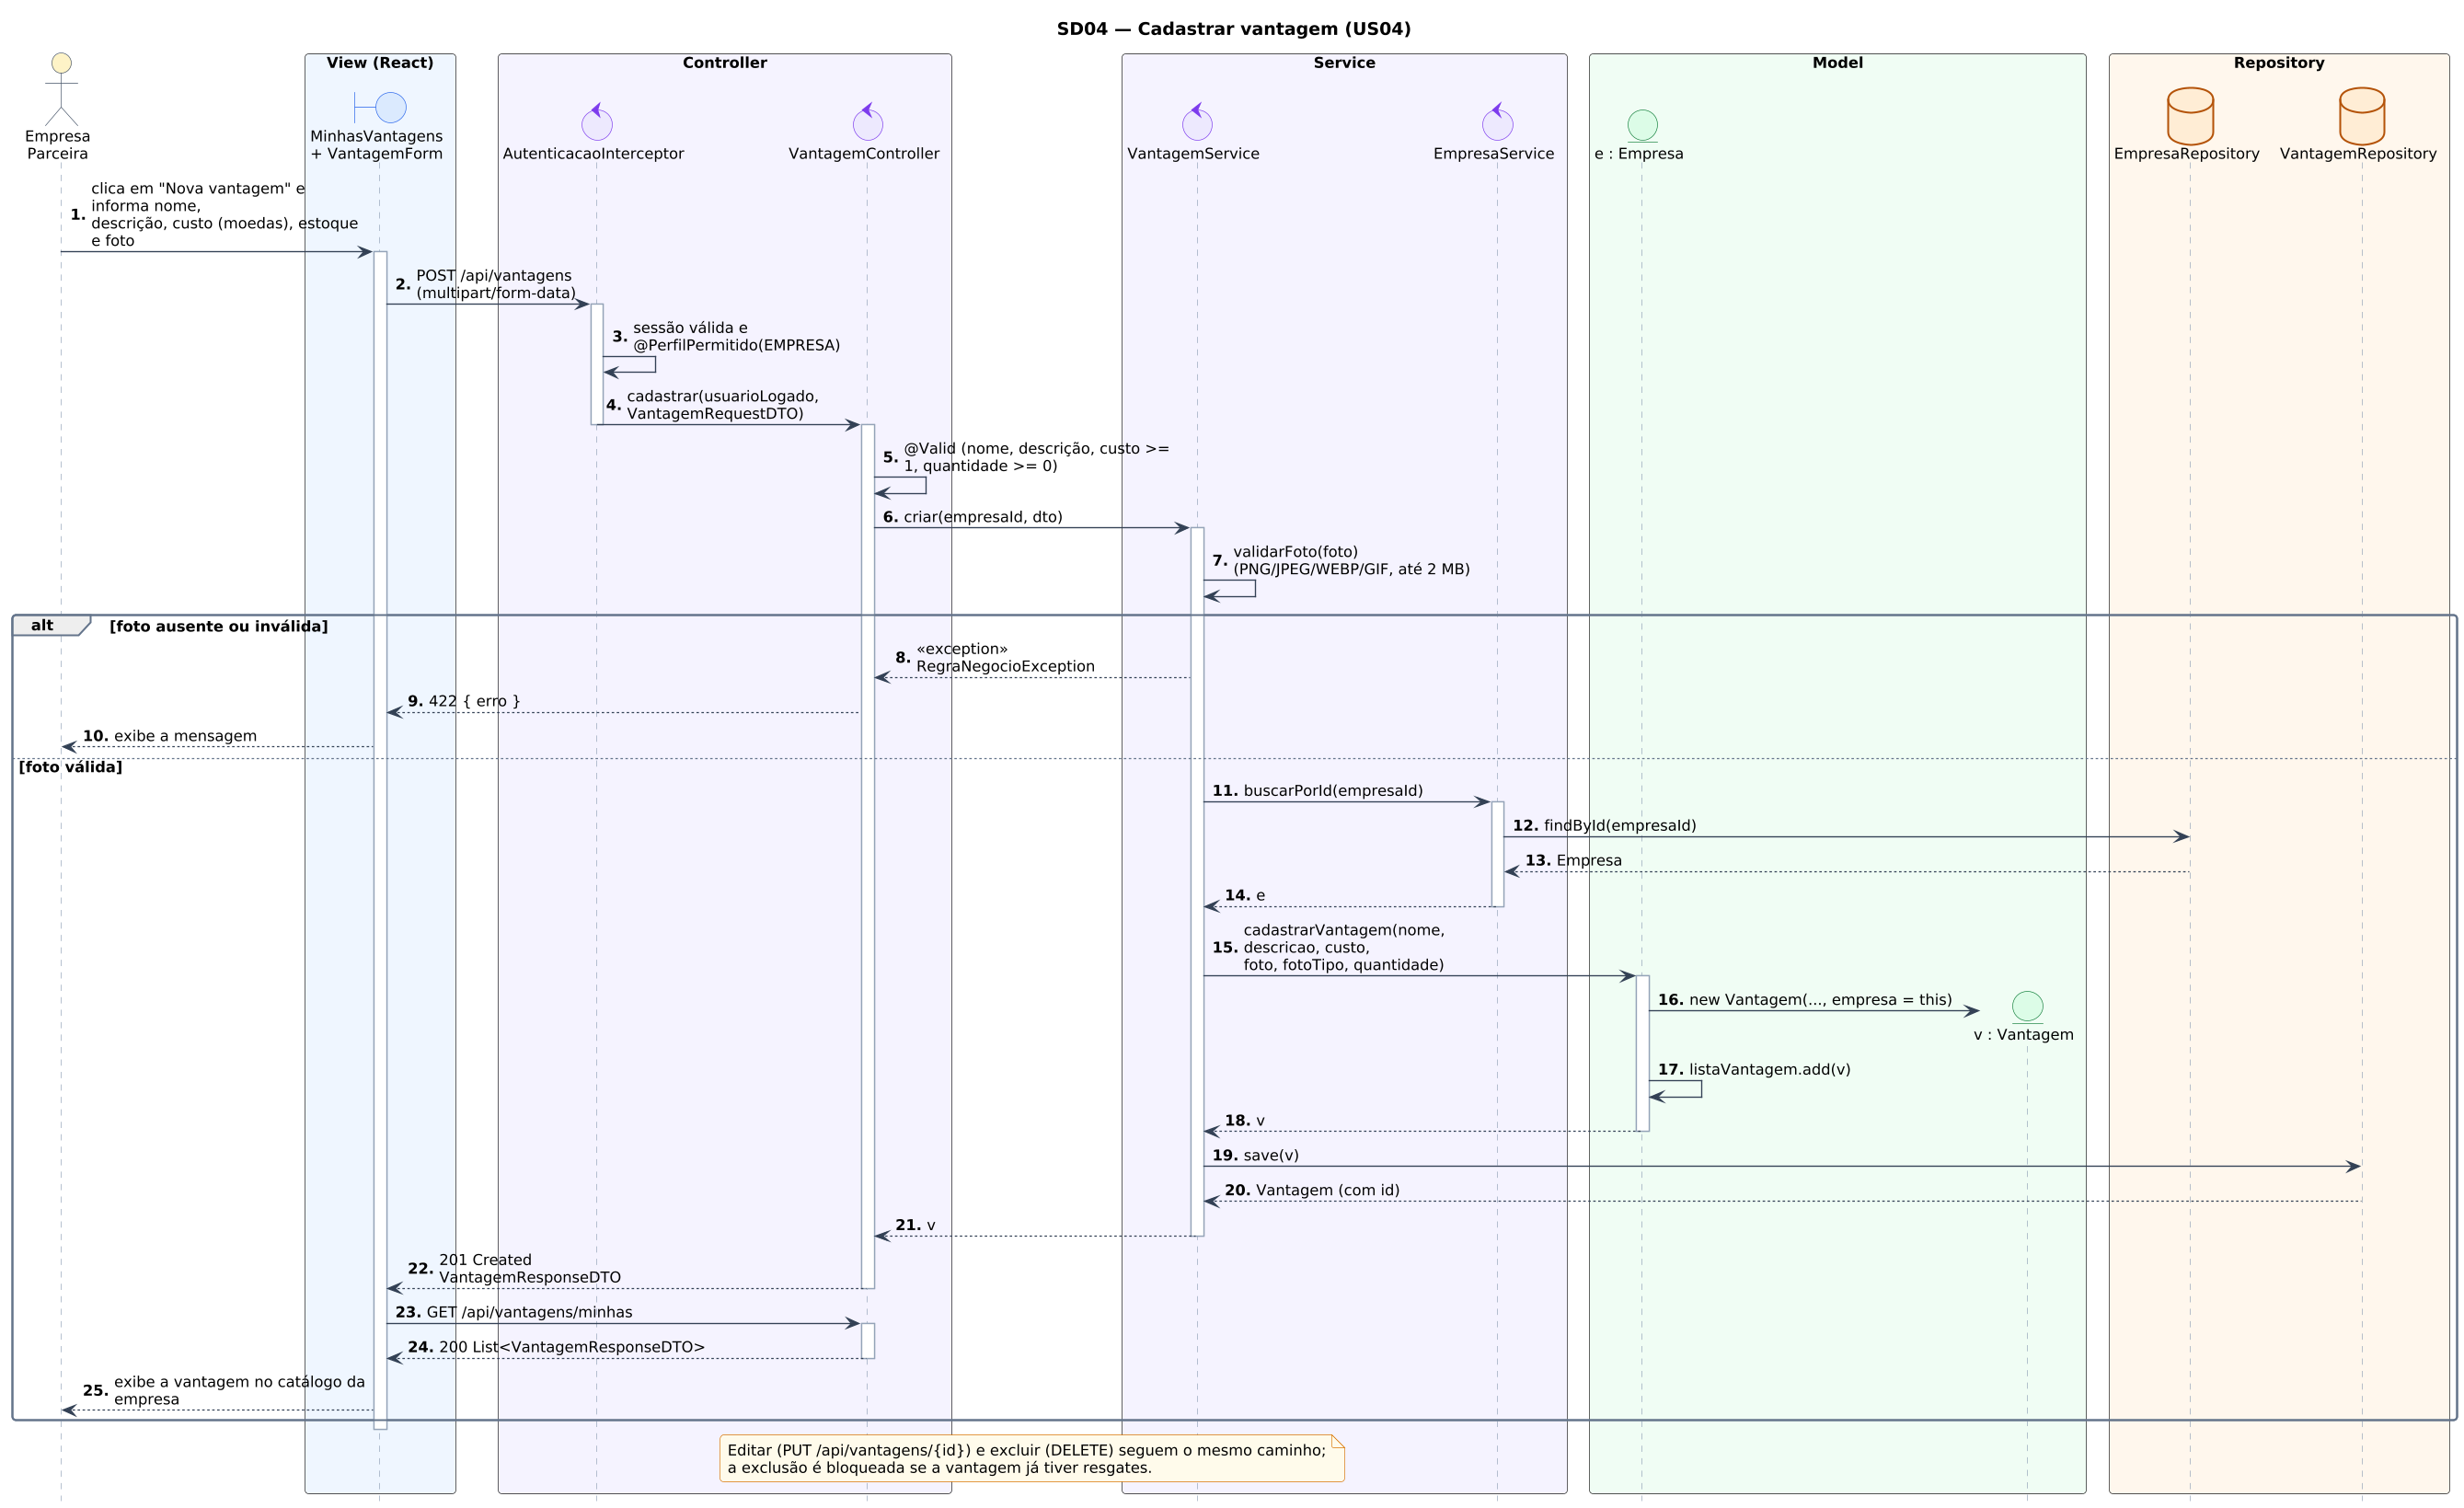 SD04 — Cadastrar vantagem (US04)
View (React)
Controller
Service
Model
Repository
Empresa
Parceira
MinhasVantagens
+ VantagemForm
AutenticacaoInterceptor
VantagemController
VantagemService
EmpresaService
e : Empresa
EmpresaRepository
VantagemRepository
1. clica em "Nova vantagem" e
informa nome,
descrição, custo (moedas), estoque
e foto
2. POST /api/vantagens
(multipart/form-data)
3. sessão válida e
@PerfilPermitido(EMPRESA)
4. cadastrar(usuarioLogado,
VantagemRequestDTO)
5. @Valid (nome, descrição, custo >=
1, quantidade >= 0)
6. criar(empresaId, dto)
7. validarFoto(foto)
(PNG/JPEG/WEBP/GIF, até 2 MB)
alt [foto ausente ou inválida]
8. «exception»
RegraNegocioException
9. 422 { erro }
10. exibe a mensagem
[foto válida]
11. buscarPorId(empresaId)
12. findById(empresaId)
13. Empresa
14. e
15. cadastrarVantagem(nome,
descricao, custo,
foto, fotoTipo, quantidade)
16. new Vantagem(..., empresa = this)
v : Vantagem
17. listaVantagem.add(v)
18. v
19. save(v)
20. Vantagem (com id)
21. v
22. 201 Created
VantagemResponseDTO
23. GET /api/vantagens/minhas
24. 200 List<VantagemResponseDTO>
25. exibe a vantagem no catálogo da
empresa
Editar (PUT /api/vantagens/{id}) e excluir (DELETE) seguem o mesmo caminho;
a exclusão é bloqueada se a vantagem já tiver resgates.